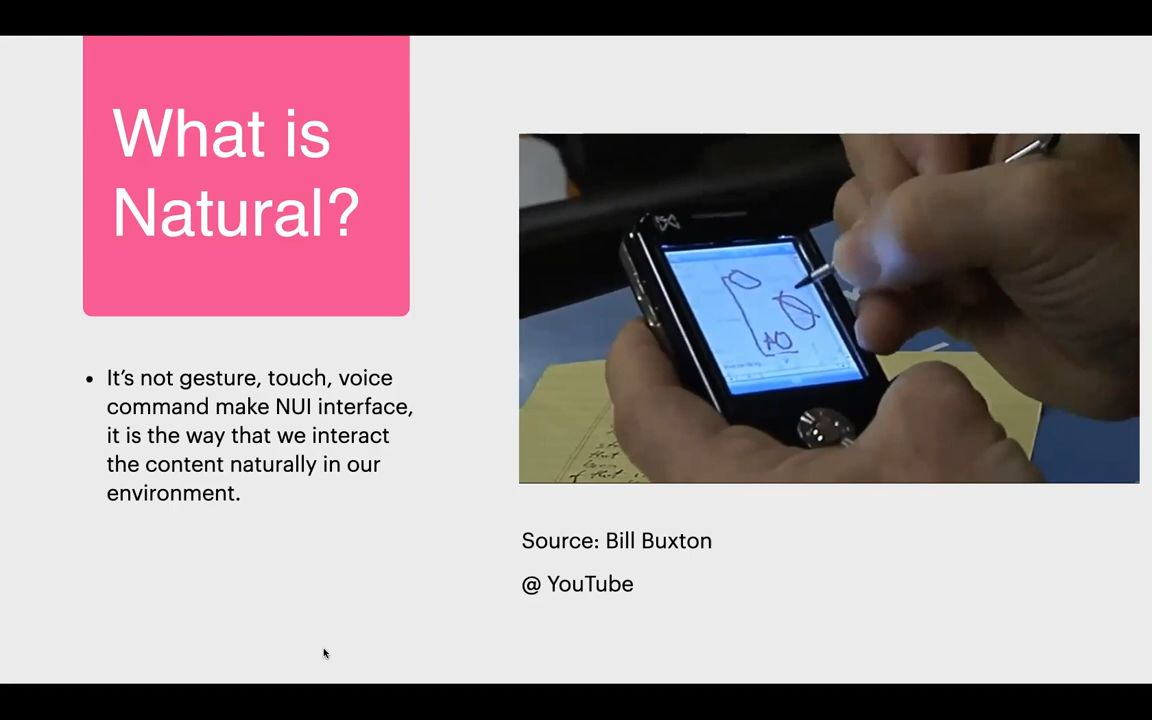 What is
Natural?
• It’s not gesture, touch, voice
command make NUI interface,
it is the way that we interact
the content naturally in our
environment.
Source: Bill Buxton
@ YouTube